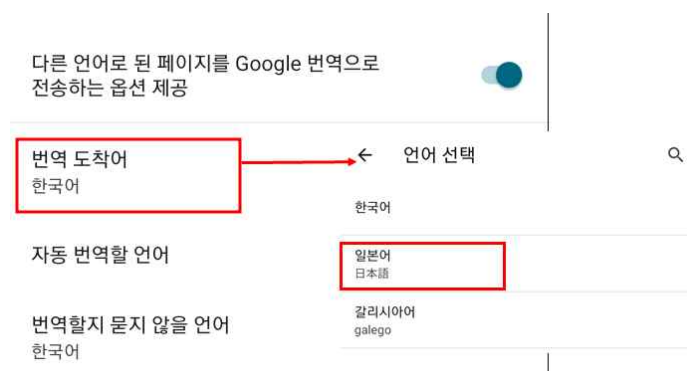 다른 언어로 된 페이지를 Google 번역으로
전송하는 옵션 제공
번역 도착어
한국어
자동 번역할 언어
번역할지 묻지 않을 언어
한국어
언어 선택
한국어
일본어
日本語
갈리시아어
galego